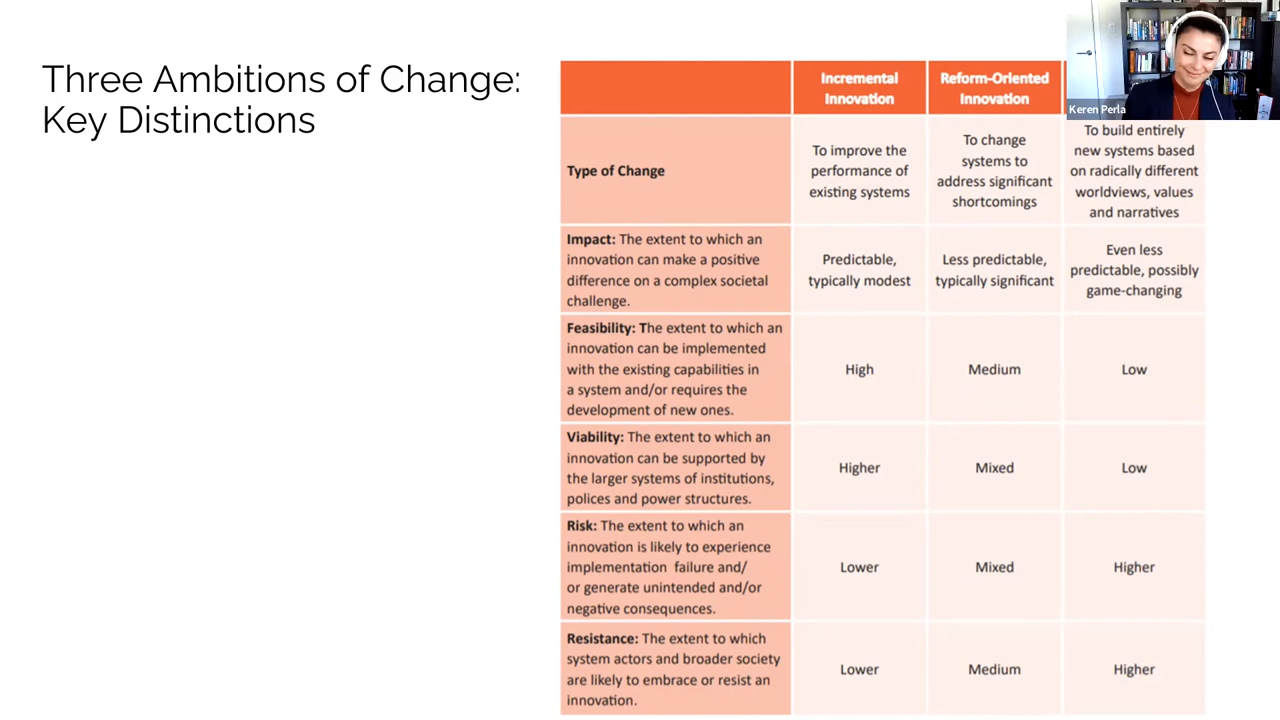 Three Ambitions of Change:
Key Distinctions
Keren Perla
Incremental
Innovation
Reform-Oriented
Innovation
Type of Change
To improve the
performance of
existing systems
To change
systems to
address significant
shortcomings
To build entirely
new systems based
on radically different
worldviews, values
and narratives
Impact: The extent to which an
innovation can make a positive
difference on a complex societal
challenge.
Predictable,
typically modest
Less predictable,
typically significant
Even less
predictable, possibly
game-changing
Feasibility: The extent to which an
innovation can be implemented
with the existing capabilities in
a system and/or requires the
development of new ones.
High
Medium
Low
Viability: The extent to which an
innovation can be supported by
the larger systems of institutions,
polices and power structures.
Higher
Mixed
Low
Risk: The extent to which an
innovation is likely to experience
implementation failure and/
or generate unintended and/or
negative consequences.
Lower
Mixed
Higher
Resistance: The extent to which
system actors and broader society
are likely to embrace or resist an
innovation.
Lower
Medium
Higher